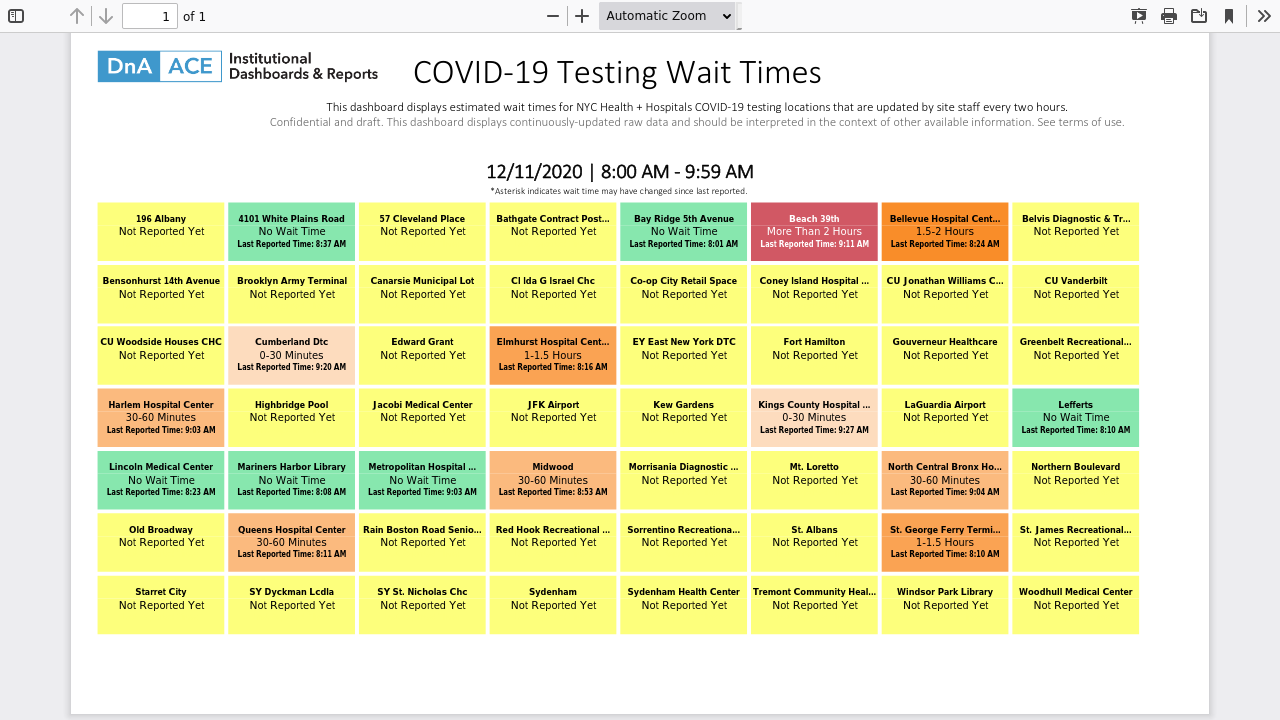 1 of 1 Automatic Zoom
DnA ACE Institutional
Dashboards & Reports
COVID-19 Testing Wait Times
This dashboard displays estimated wait times for NYC Health + Hospitals COVID-19 testing locations that are updated by site staff every two hours.
Confidential and draft. This dashboard displays continuously-updated raw data and should be interpreted in the context of other available information. See terms of use.
12/11/2020 | 8:00 AM - 9:59 AM
*Asterisk indicates wait time may have changed since last reported.
196 Albany
Not Reported Yet
4101 White Plains Road
No Wait Time
Last Reported Time: 8:37 AM
57 Cleveland Place
Not Reported Yet
Bathgate Contract Post...
Not Reported Yet
Bay Ridge 5th Avenue
No Wait Time
Last Reported Time: 8:01 AM
Beach 39th
More Than 2 Hours
Last Reported Time: 9:11 AM
Bellevue Hospital Cent...
1.5-2 Hours
Last Reported Time: 8:24 AM
Belvis Diagnostic & Tr...
Not Reported Yet
Bensonhurst 14th Avenue
Not Reported Yet
Brooklyn Army Terminal
Not Reported Yet
Canarsie Municipal Lot
Not Reported Yet
CI Ida G Israel Chc
Not Reported Yet
Co-op City Retail Space
Not Reported Yet
Coney Island Hospital ...
Not Reported Yet
CU Jonathan Williams C...
Not Reported Yet
CU Vanderbilt
Not Reported Yet
CU Woodside Houses CHC
Not Reported Yet
Cumberland Dtc
0-30 Minutes
Last Reported Time: 9:20 AM
Edward Grant
Not Reported Yet
Elmhurst Hospital Cent...
1-1.5 Hours
Last Reported Time: 8:16 AM
EY East New York DTC
Not Reported Yet
Fort Hamilton
Not Reported Yet
Gouverneur Healthcare
Not Reported Yet
Greenbelt Recreational...
Not Reported Yet
Harlem Hospital Center
30-60 Minutes
Last Reported Time: 9:03 AM
Highbridge Pool
Not Reported Yet
Jacobi Medical Center
Not Reported Yet
JFK Airport
Not Reported Yet
Kew Gardens
Not Reported Yet
Kings County Hospital ...
0-30 Minutes
Last Reported Time: 9:27 AM
LaGuardia Airport
Not Reported Yet
Lefferts
No Wait Time
Last Reported Time: 8:10 AM
Lincoln Medical Center
No Wait Time
Last Reported Time: 8:23 AM
Mariners Harbor Library
No Wait Time
Last Reported Time: 8:08 AM
Metropolitan Hospital ...
No Wait Time
Last Reported Time: 9:03 AM
Midwood
30-60 Minutes
Last Reported Time: 8:53 AM
Morrisania Diagnostic ...
Not Reported Yet
Mt. Loretto
Not Reported Yet
North Central Bronx Ho...
30-60 Minutes
Last Reported Time: 9:04 AM
Northern Boulevard
Not Reported Yet
Old Broadway
Not Reported Yet
Queens Hospital Center
30-60 Minutes
Last Reported Time: 8:11 AM
Rain Boston Road Senio...
Not Reported Yet
Red Hook Recreational ...
Not Reported Yet
Sorrentino Recreationa...
Not Reported Yet
St. Albans
Not Reported Yet
St. George Ferry Termi...
1-1.5 Hours
Last Reported Time: 8:10 AM
St. James Recreational...
Not Reported Yet
Starret City
Not Reported Yet
SY Dyckman Lcdla
Not Reported Yet
SY St. Nicholas Chc
Not Reported Yet
Sydenham
Not Reported Yet
Sydenham Health Center
Not Reported Yet
Tremont Community Heal...
Not Reported Yet
Windsor Park Library
Not Reported Yet
Woodhull Medical Center
Not Reported Yet